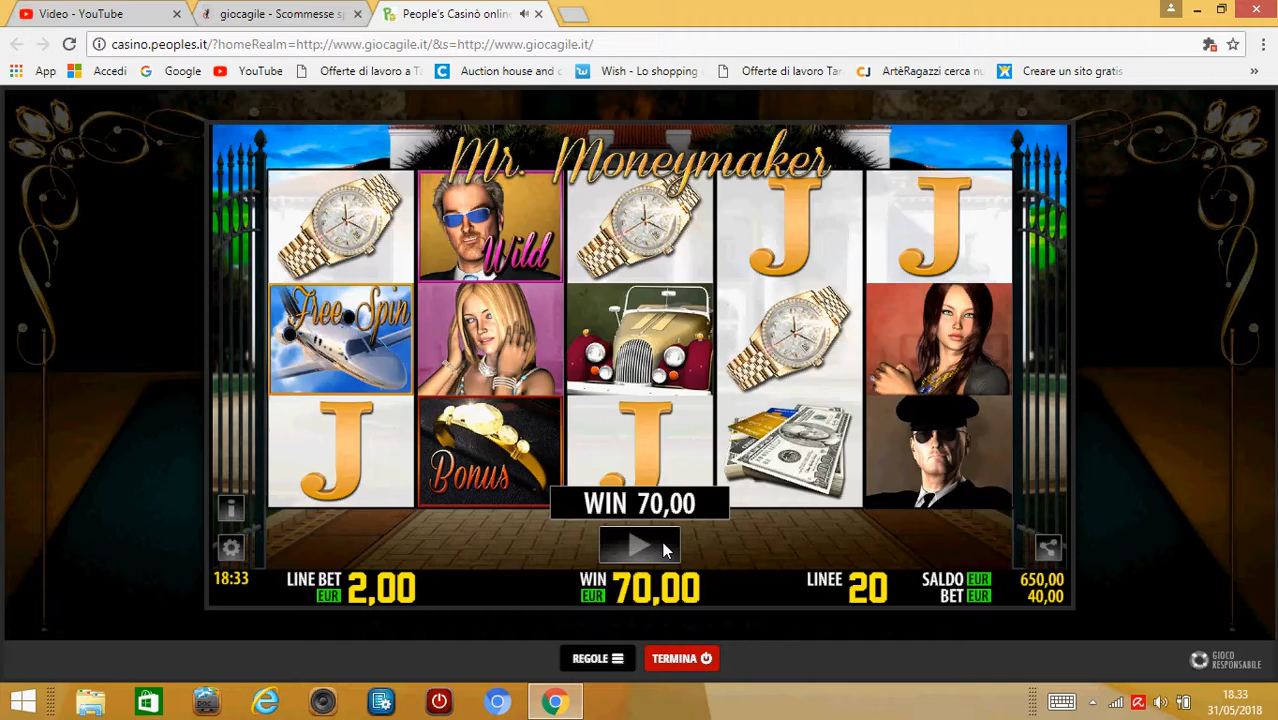 Video - YouTube
giocagile - Scommesse s
People's Casinò onlin
casino.peoples.it/?homeRealm=http://www.giocagile.it/&s=http://www.giocagile.it/
App
Accedi
Google
YouTube
Offerte di lavoro a Ta
Auction house and
Wish - Lo shopping
Offerta di lavoro Tar
ArtèRagazzi cerca nu
Creare un sito gratis
»
Mr. Moneymaker
J
J
Wild
Free Spin
J
Bonus
J
WIN 70,00
18:33
LINE BET
EUR
2,00
WIN
EUR
70,00
LINEE 20
SALDO EUR 650,00
BET EUR 40,00
REGOLE
TERMINA
GIOCO
RESPONSABILE
18.33
31/05/2018